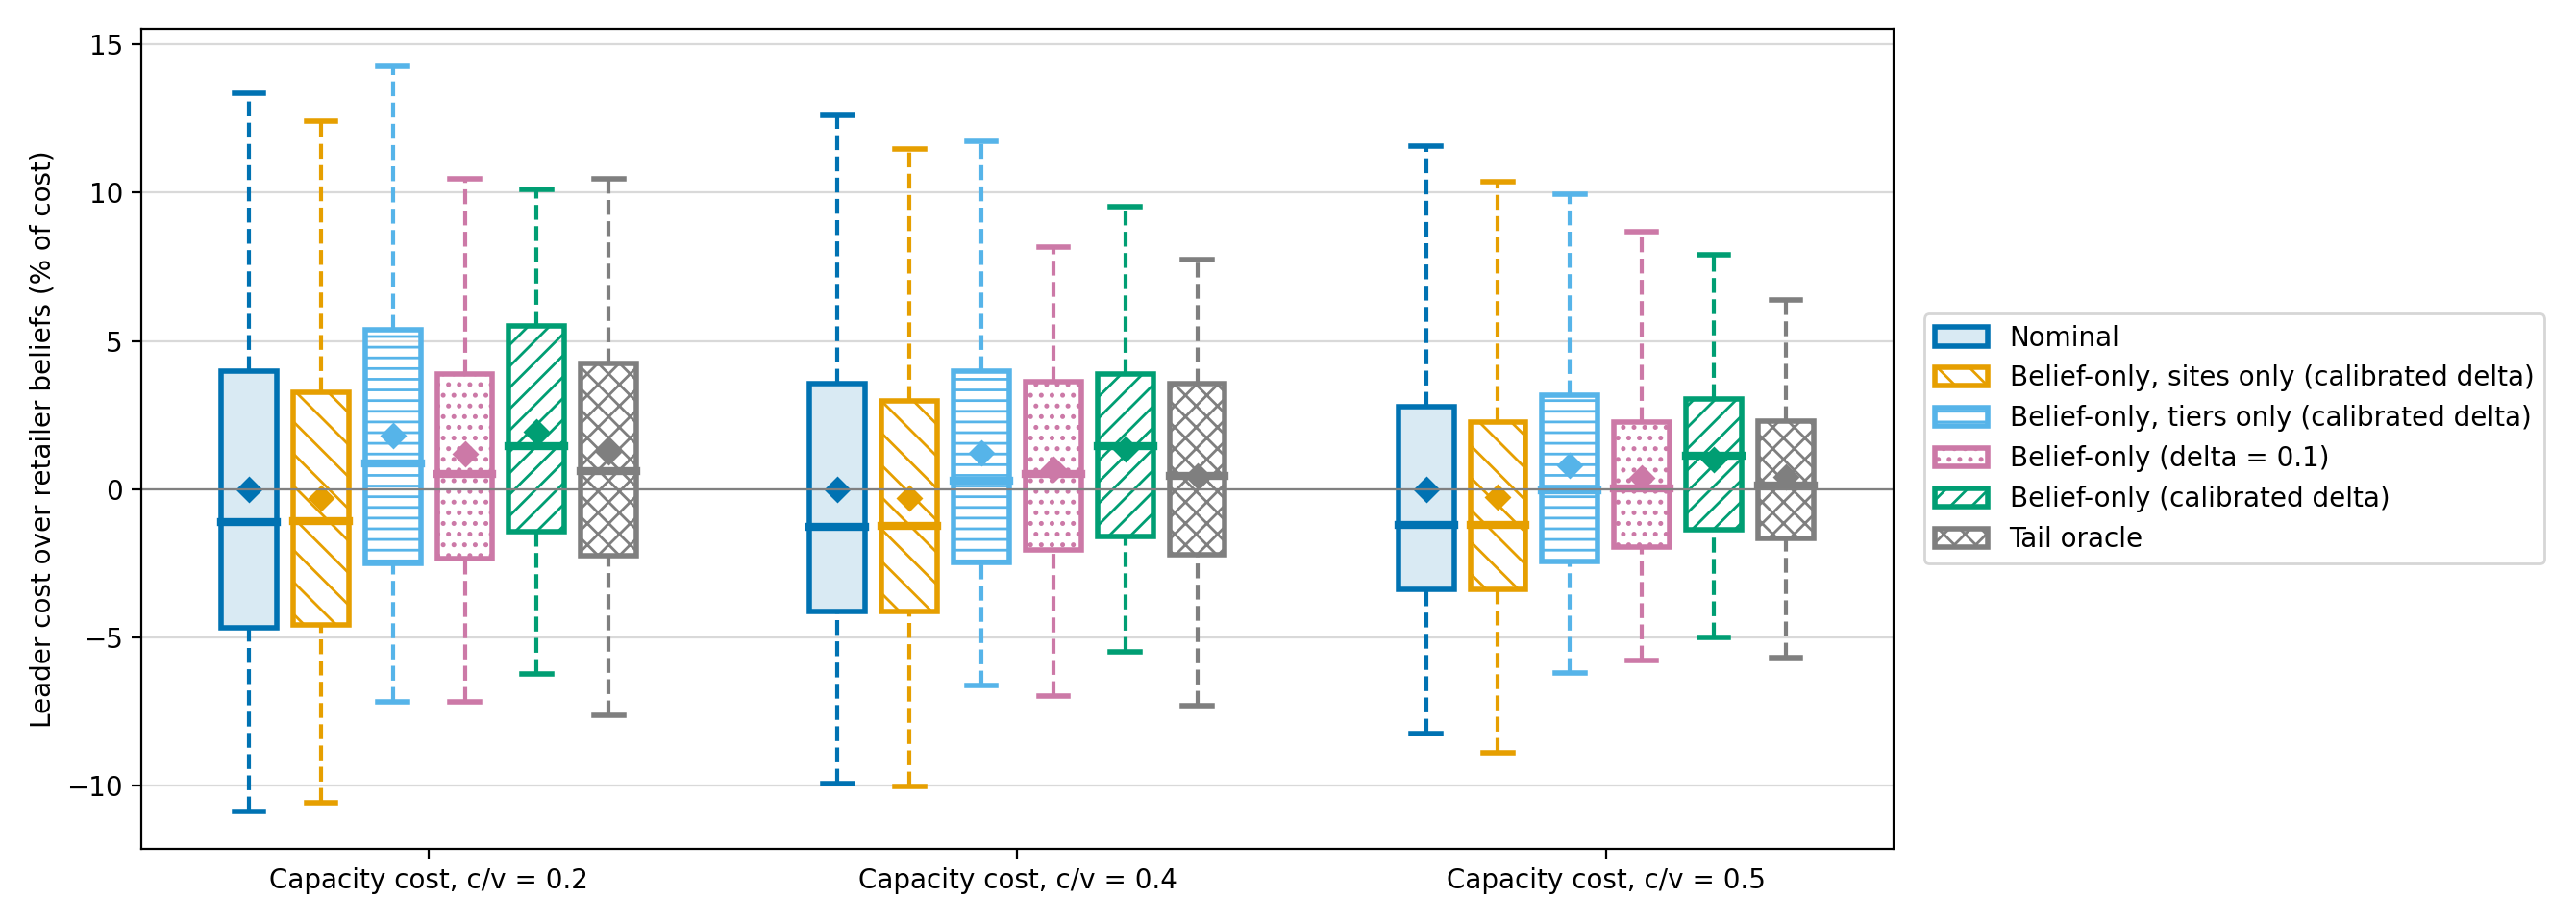 Leader cost over retailer beliefs (% of cost)
15
10
5
0
−5
−10
Capacity cost, c/v = 0.2
Capacity cost, c/v = 0.4
Capacity cost, c/v = 0.5
Nominal
Belief-only, sites only (calibrated delta)
Belief-only, tiers only (calibrated delta)
Belief-only (delta = 0.1)
Belief-only (calibrated delta)
Tail oracle